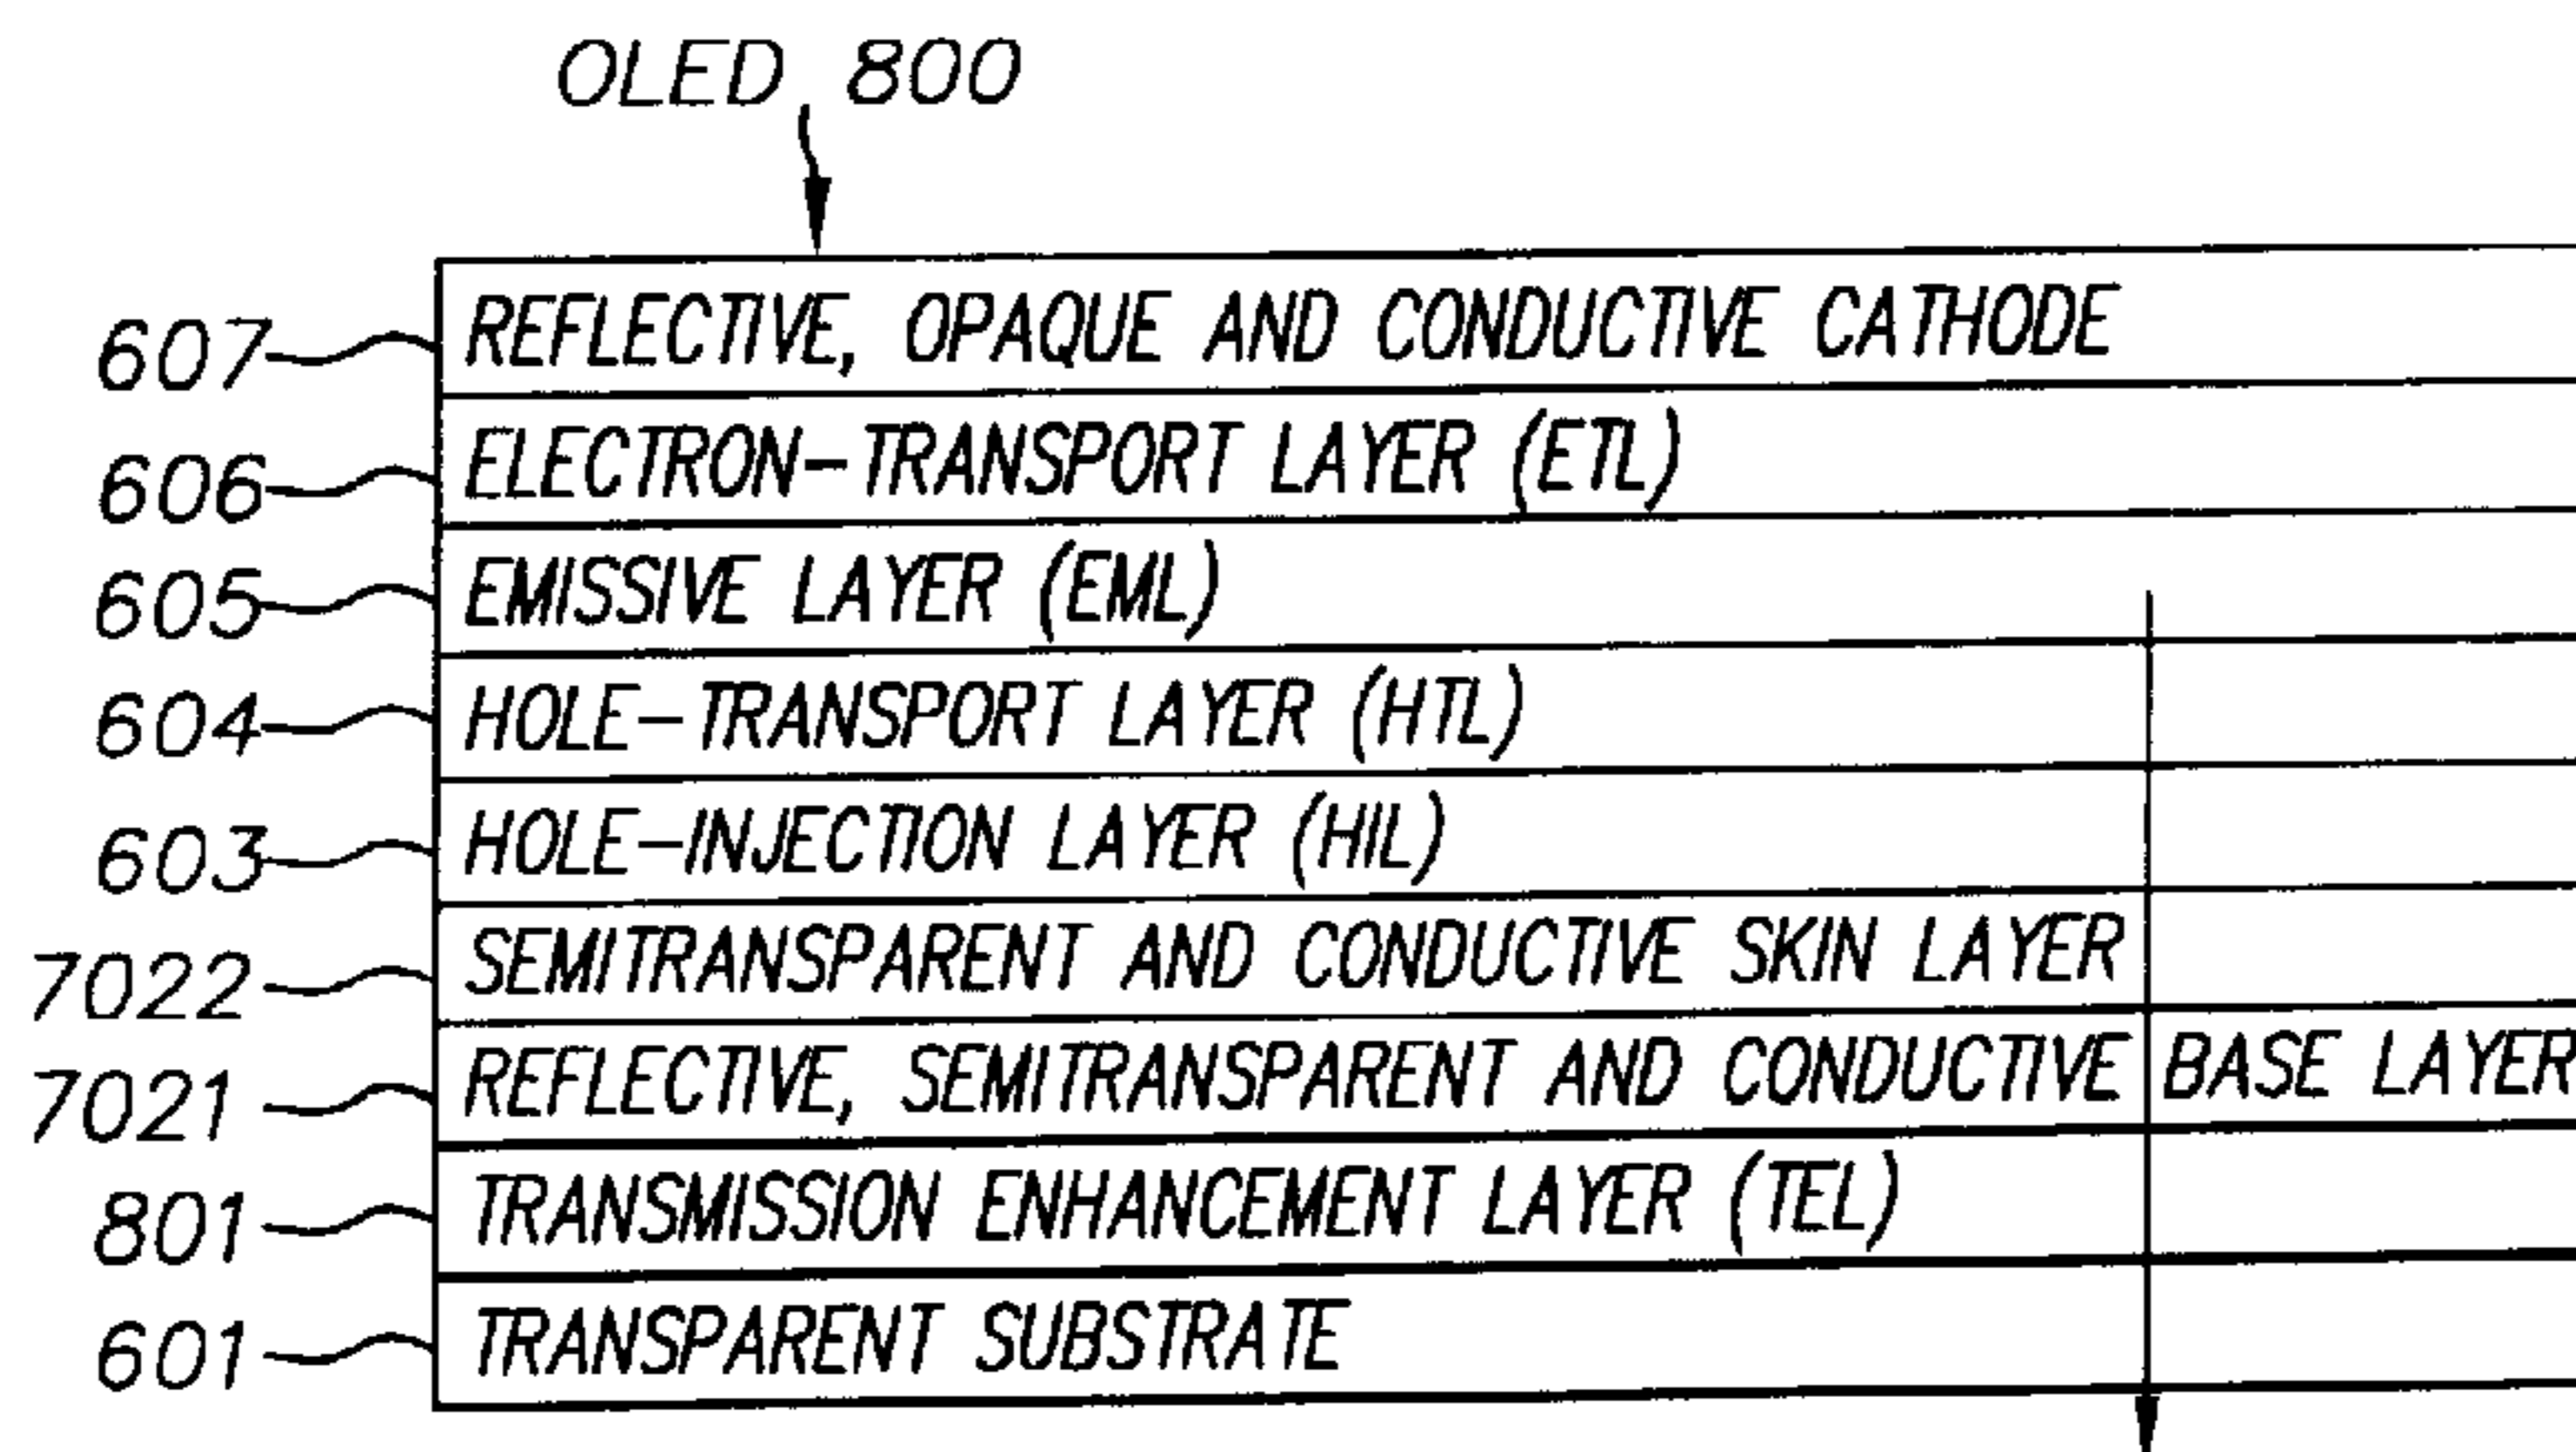 OLED 800
607 REFLECTIVE, OPAQUE AND CONDUCTIVE CATHODE
606 ELECTRON-TRANSPORT LAYER (ETL)
605 EMISSIVE LAYER (EML)
604 HOLE-TRANSPORT LAYER (HTL)
603 HOLE-INJECTION LAYER (HIL)
7022 SEMITRANSPARENT AND CONDUCTIVE SKIN LAYER
7021 REFLECTIVE, SEMITRANSPARENT AND CONDUCTIVE BASE LAYER
801 TRANSMISSION ENHANCEMENT LAYER (TEL)
601 TRANSPARENT SUBSTRATE